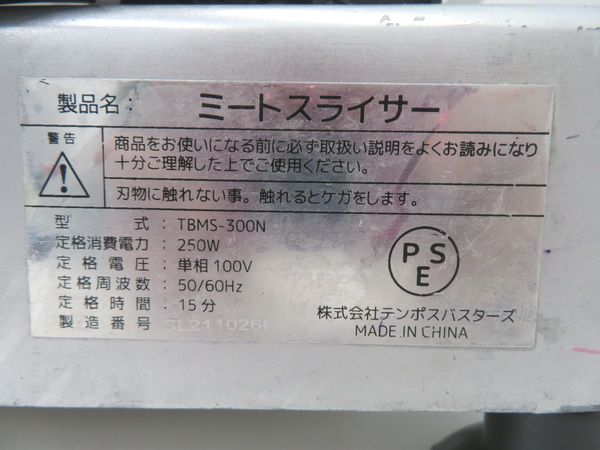 製品名： ミートスライサー
警告
商品をお使いになる前に必ず取扱い説明をよくお読みになり
十分ご理解した上でご使用ください。
刃物に触れない事。触れるとケガをします。
型 式：TBMS-300N
定格消費電力：250W
定格電圧：単相100V
定格周波数：50/60Hz
定格時間：15分
製造番号
PSE
株式会社テンポスバスターズ
MADE IN CHINA